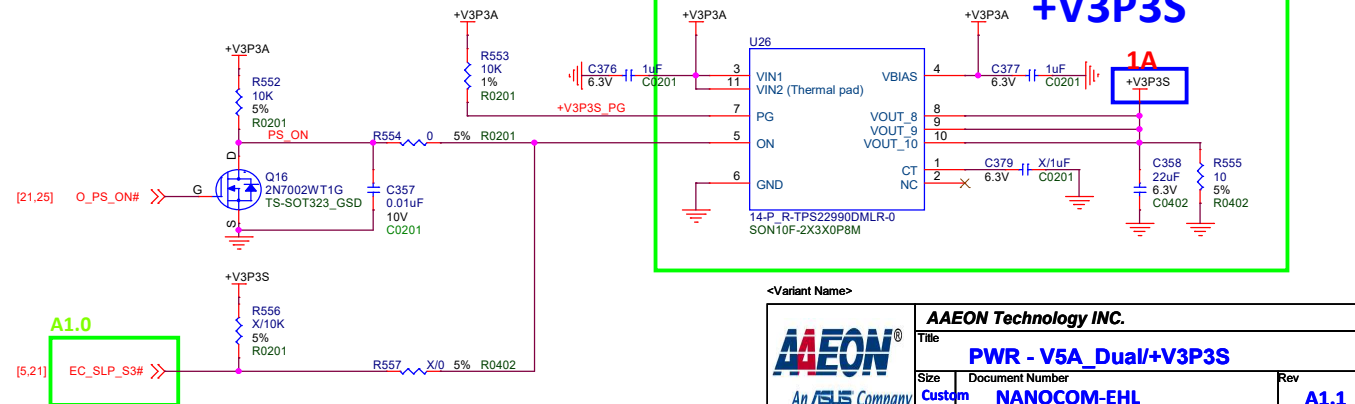 +V3P3S
+V3P3A
+V3P3A
+V3P3A
+V3P3A
R552
10K
5%
R0201
PS_ON
D
G
S
Q16
2N7002WT1G
TS-SOT323_GSD
[21,25]
O_PS_ON#
C357
0.01uF
10V
C0201
R553
10K
1%
R0201
+V3P3S_PG
R554
0
5%
R0201
+V3P3S
R556
X/10K
5%
R0201
A1.0
[5,21]
EC_SLP_S3#
R557
X/0
5%
R0402
C376
1uF
6.3V
C0201
U26
3
VIN1
11
VIN2 (Thermal pad)
7
PG
5
ON
6
GND
VBIAS
4
VOUT_8
8
VOUT_9
9
VOUT_10
10
CT
1
NC
2
14-P_R-TPS22990DMLR-0
SON10F-2X3X0P8M
C377
1uF
6.3V
C0201
1A
+V3P3S
C379
X/1uF
6.3V
C0201
C358
22uF
6.3V
C0402
R555
10
5%
R0402
<Variant Name>
AAEON®
An ASUS Company
AAEON Technology INC.
Title
PWR - V5A_Dual/+V3P3S
Size
Custom
Document Number
NANOCOM-EHL
Rev
A1.1